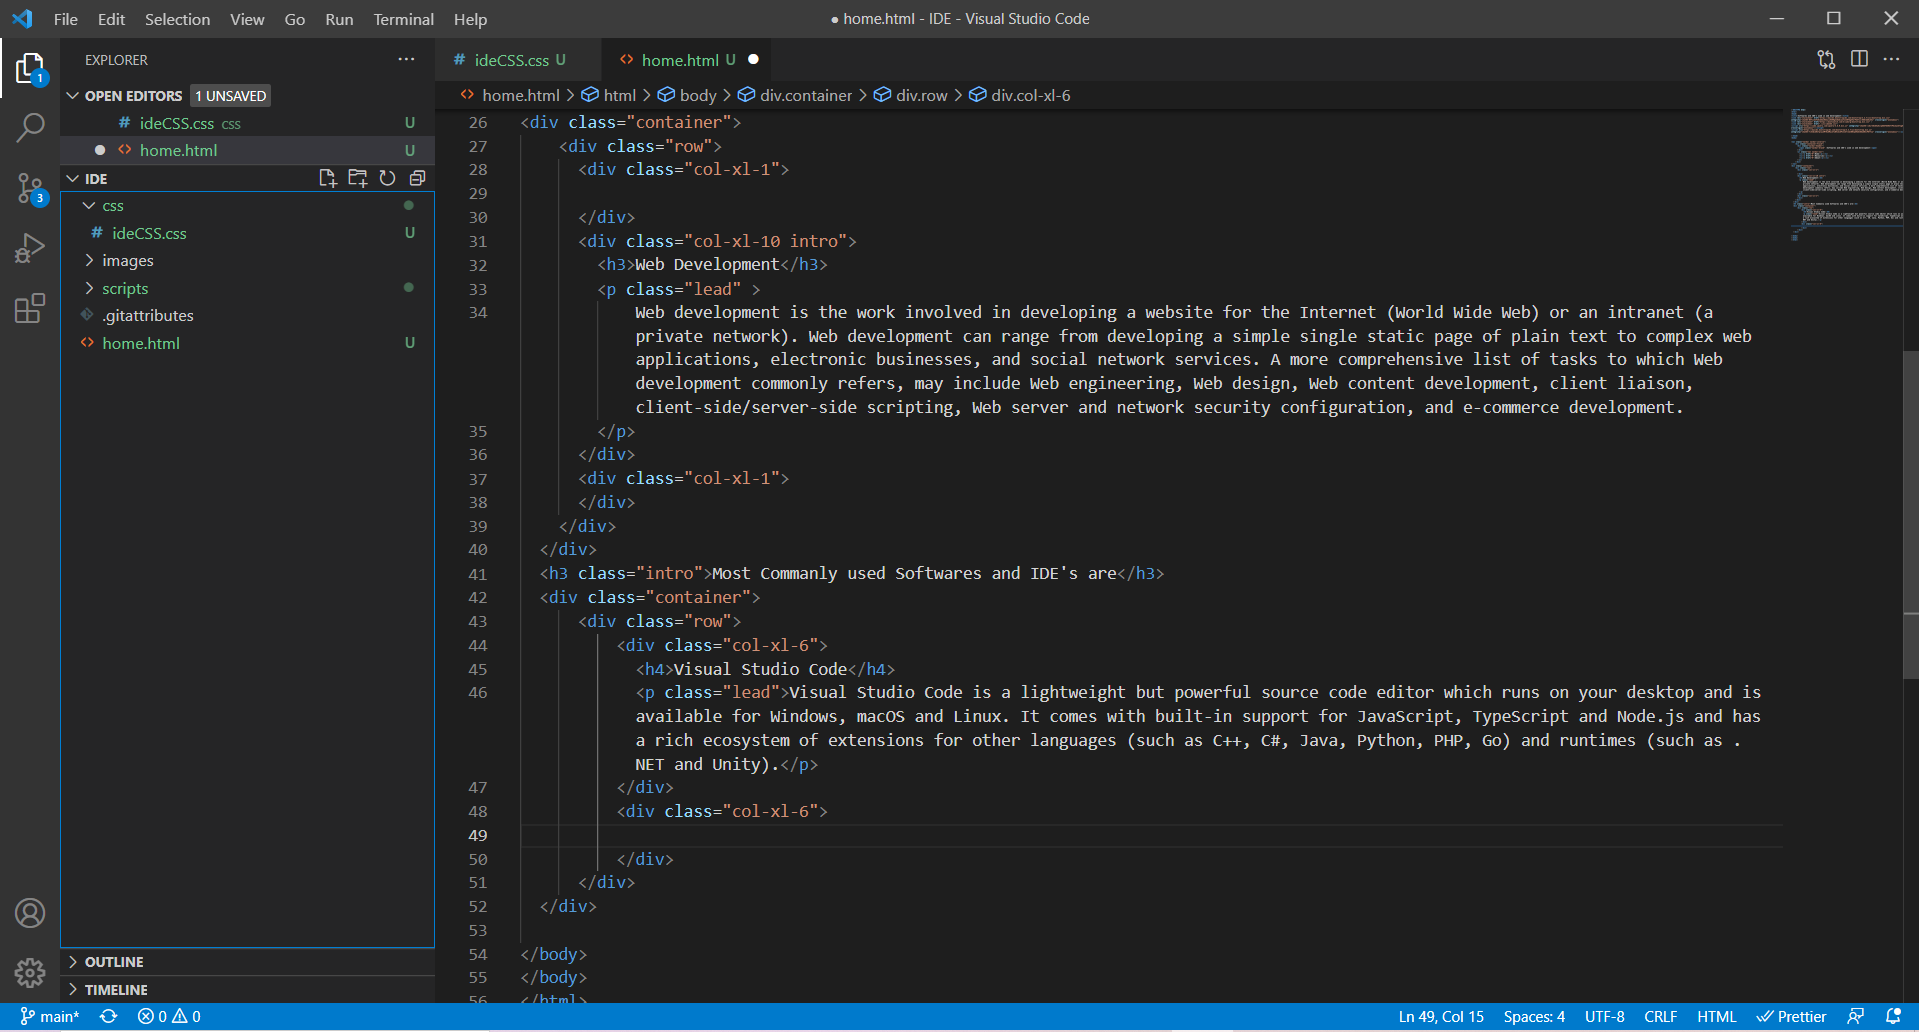 File Edit Selection View Go Run Terminal Help
● home.html - IDE - Visual Studio Code
EXPLORER
OPEN EDITORS 1 UNSAVED
# ideCSS.css css U
home.html U
IDE
css
# ideCSS.css U
images
scripts
.gitattributes
home.html U
OUTLINE
TIMELINE
1
3
# ideCSS.css U
home.html U
home.html > html > body > div.container > div.row > div.col-xl-6
26 <div class="container">
27 <div class="row">
28 <div class="col-xl-1">
29
30 </div>
31 <div class="col-xl-10 intro">
32 <h3>Web Development</h3>
33 <p class="lead" >
34 Web development is the work involved in developing a website for the Internet (World Wide Web) or an intranet (a
private network). Web development can range from developing a simple single static page of plain text to complex web
applications, electronic businesses, and social network services. A more comprehensive list of tasks to which Web
development commonly refers, may include Web engineering, Web design, Web content development, client liaison,
client-side/server-side scripting, Web server and network security configuration, and e-commerce development.
35 </p>
36 </div>
37 <div class="col-xl-1">
38 </div>
39 </div>
40 </div>
41 <h3 class="intro">Most Commanly used Softwares and IDE's are</h3>
42 <div class="container">
43 <div class="row">
44 <div class="col-xl-6">
45 <h4>Visual Studio Code</h4>
46 <p class="lead">Visual Studio Code is a lightweight but powerful source code editor which runs on your desktop and is
available for Windows, macOS and Linux. It comes with built-in support for JavaScript, TypeScript and Node.js and has
a rich ecosystem of extensions for other languages (such as C++, C#, Java, Python, PHP, Go) and runtimes (such as .
NET and Unity).</p>
47 </div>
48 <div class="col-xl-6">
49
50 </div>
51 </div>
52 </div>
53
54 </body>
55 </body>
56 </html>
main* 0 0
Ln 49, Col 15 Spaces: 4 UTF-8 CRLF HTML Prettier